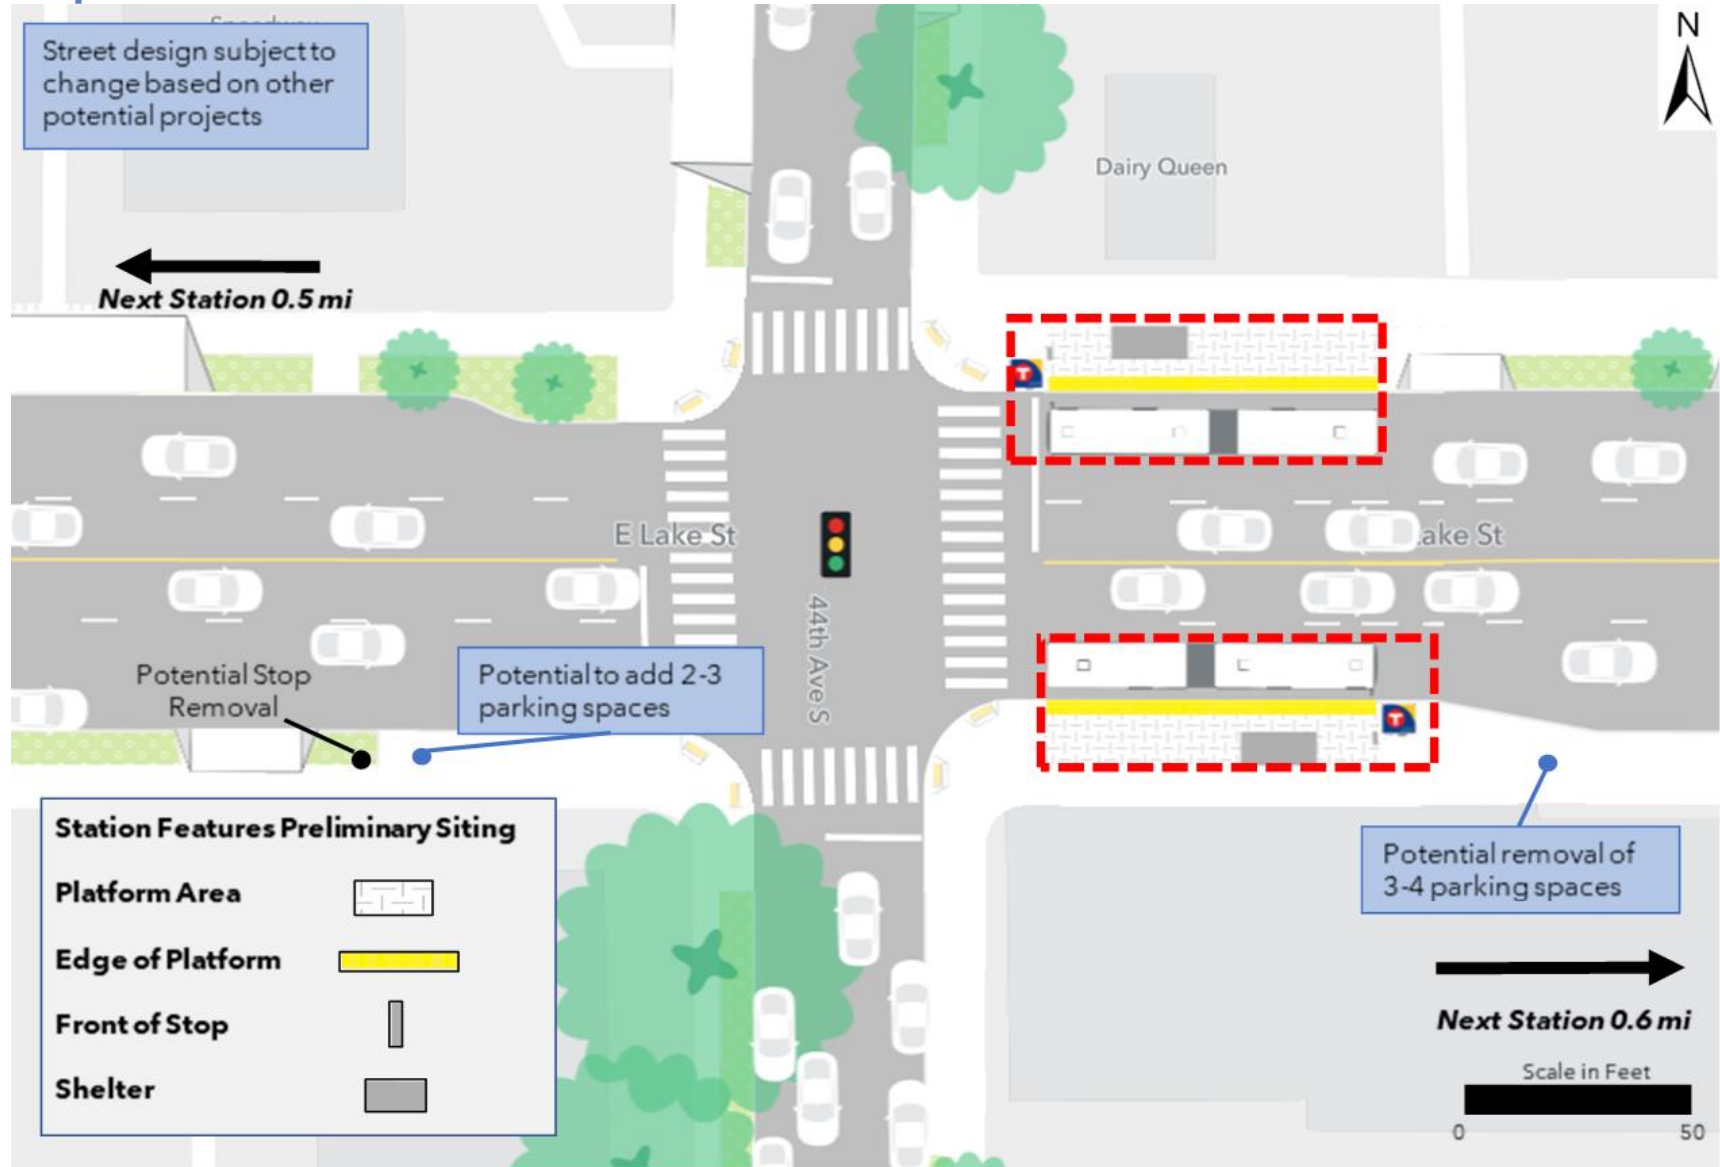 Speedway
Street design subject to
change based on other
potential projects
N
Dairy Queen
Next Station 0.5 mi
T
E Lake St
Lake St
44th Ave S
Potential Stop
Removal
Potential to add 2-3
parking spaces
T
Station Features Preliminary Siting
Platform Area
Edge of Platform
Front of Stop
Shelter
Potential removal of
3-4 parking spaces
Next Station 0.6 mi
Scale in Feet
0
50